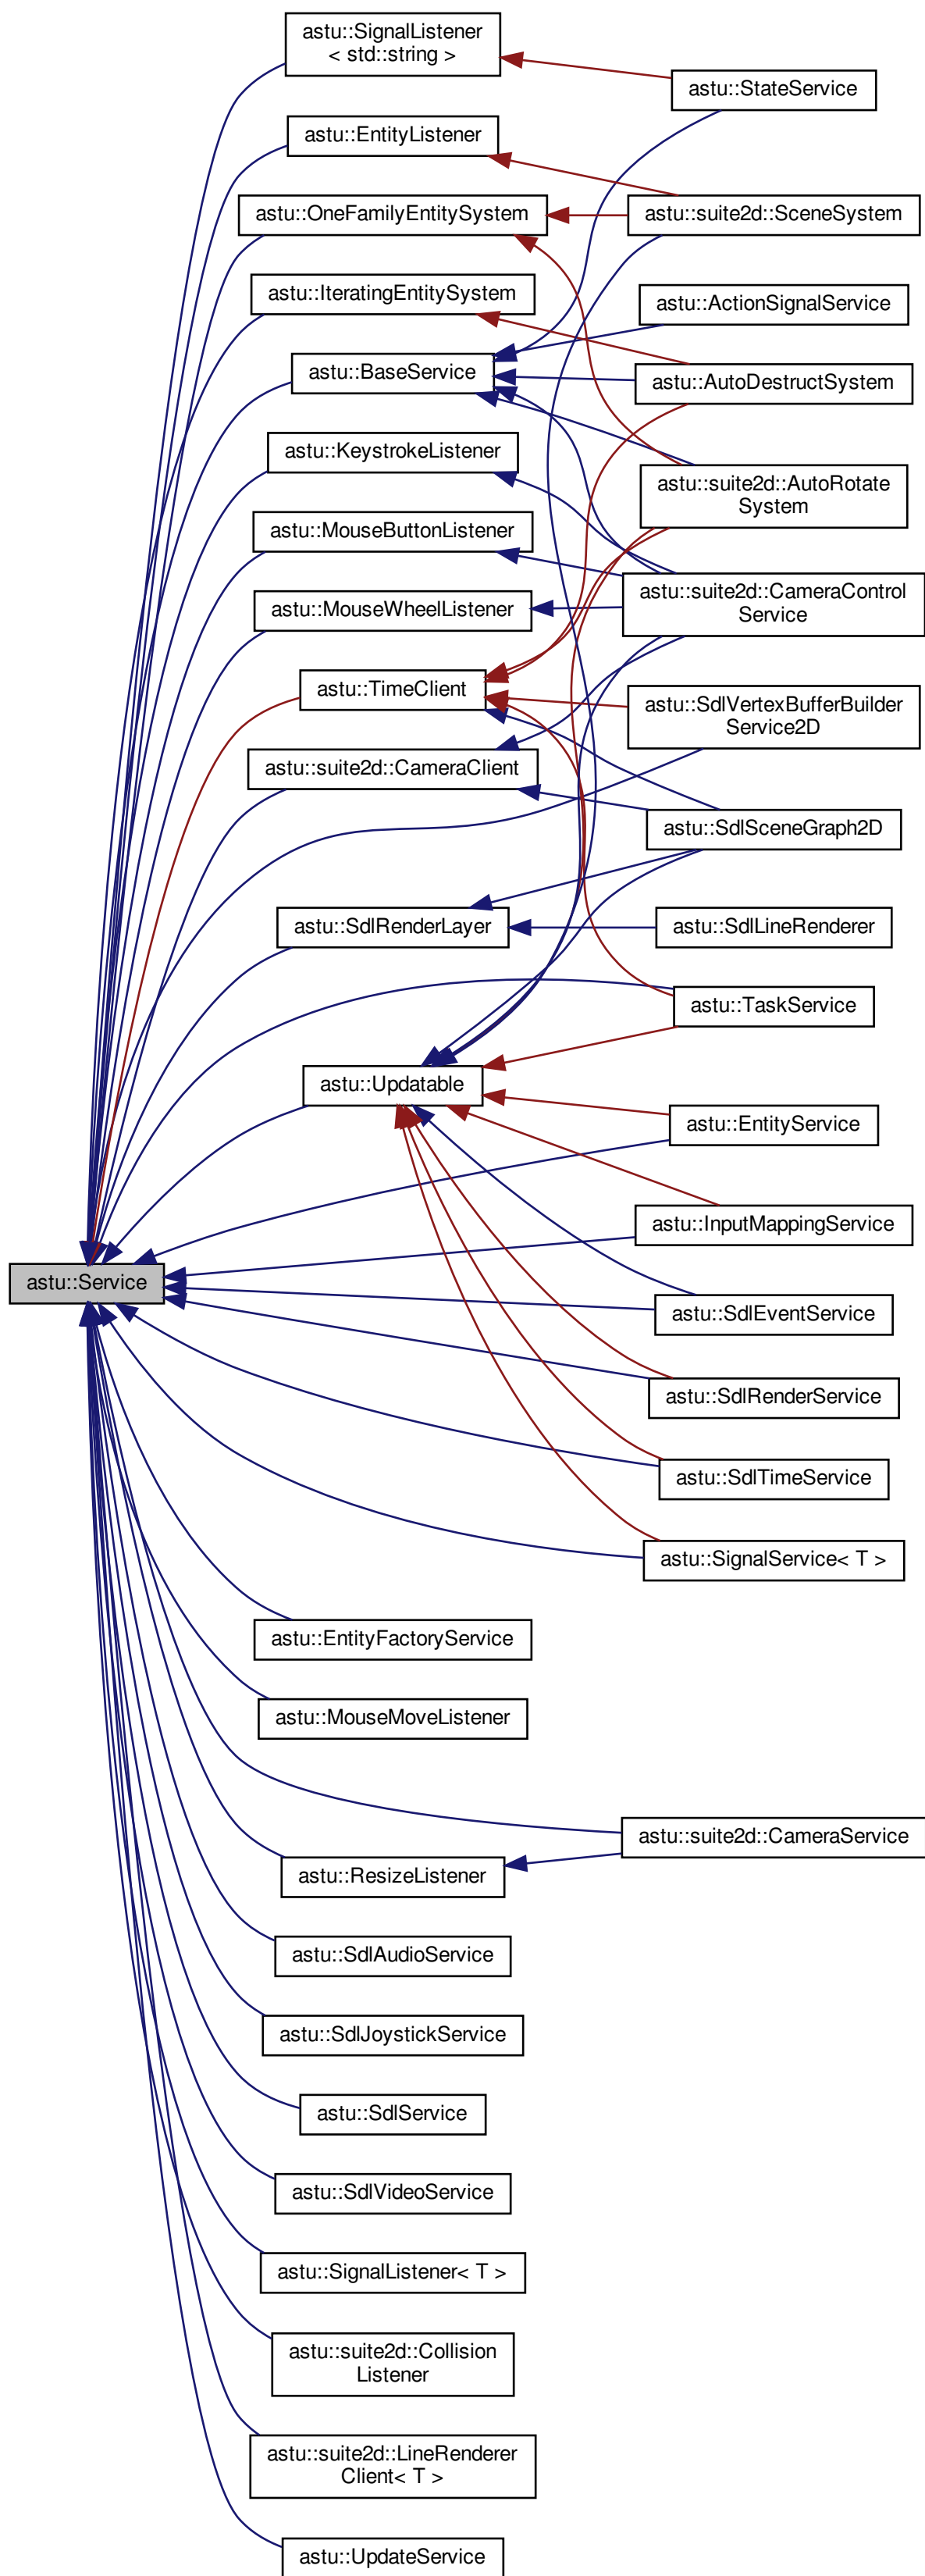 astu::SignalListener
< std::string >
astu::StateService
astu::EntityListener
astu::OneFamilyEntitySystem
astu::suite2d::SceneSystem
astu::IteratingEntitySystem
astu::ActionSignalService
astu::BaseService
astu::AutoDestructSystem
astu::KeystrokeListener
astu::suite2d::AutoRotate
System
astu::MouseButtonListener
astu::MouseWheelListener
astu::suite2d::CameraControl
Service
astu::TimeClient
astu::SdlVertexBufferBuilder
Service2D
astu::suite2d::CameraClient
astu::SdlSceneGraph2D
astu::SdlRenderLayer
astu::SdlLineRenderer
astu::TaskService
astu::Updatable
astu::EntityService
astu::InputMappingService
astu::Service
astu::SdlEventService
astu::SdlRenderService
astu::SdlTimeService
astu::SignalService< T >
astu::EntityFactoryService
astu::MouseMoveListener
astu::suite2d::CameraService
astu::ResizeListener
astu::SdlAudioService
astu::SdlJoystickService
astu::SdlService
astu::SdlVideoService
astu::SignalListener< T >
astu::suite2d::Collision
Listener
astu::suite2d::LineRenderer
Client< T >
astu::UpdateService